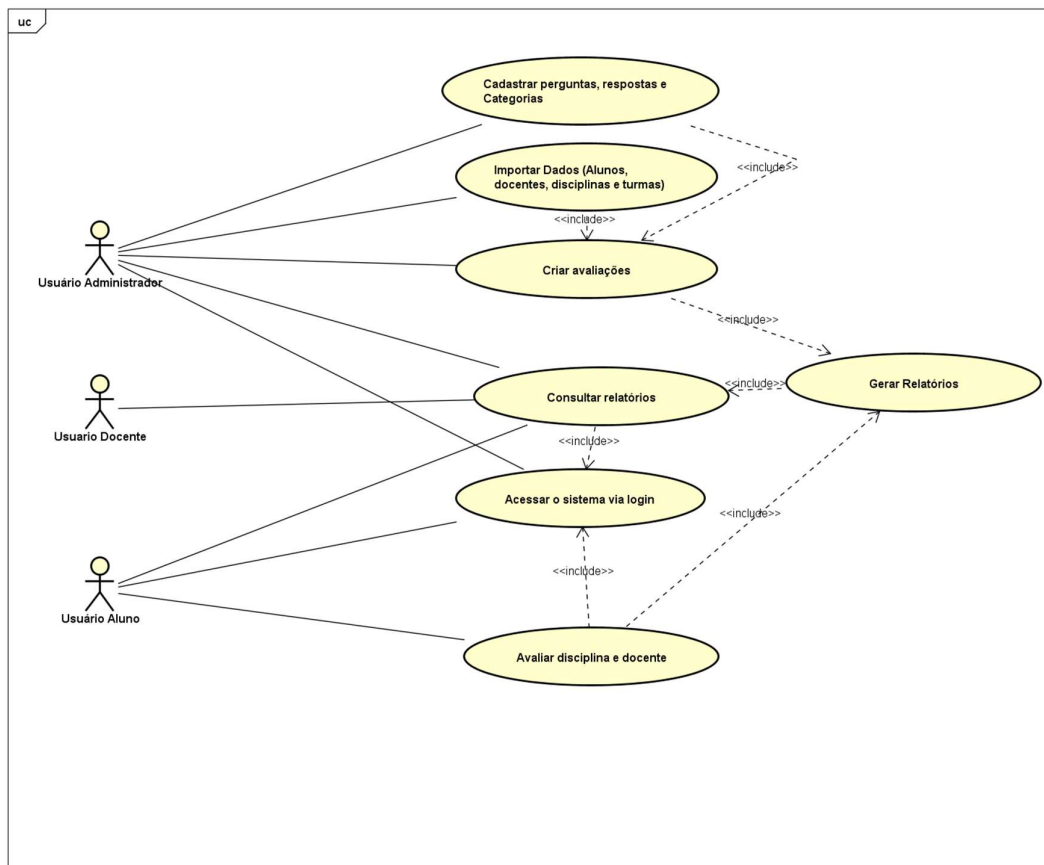 uc
Cadastrar perguntas, respostas e
Categorias
<<include>>
Importar Dados (Alunos,
docentes, disciplinas e turmas)
<<include>>
Criar avaliações
Usuário Administrador
<<include>>
Gerar Relatórios
<<include>>
Consultar relatórios
Usuario Docente
<<include>>
Acessar o sistema via login
<<include>>
<<include>>
Usuário Aluno
Avaliar disciplina e docente